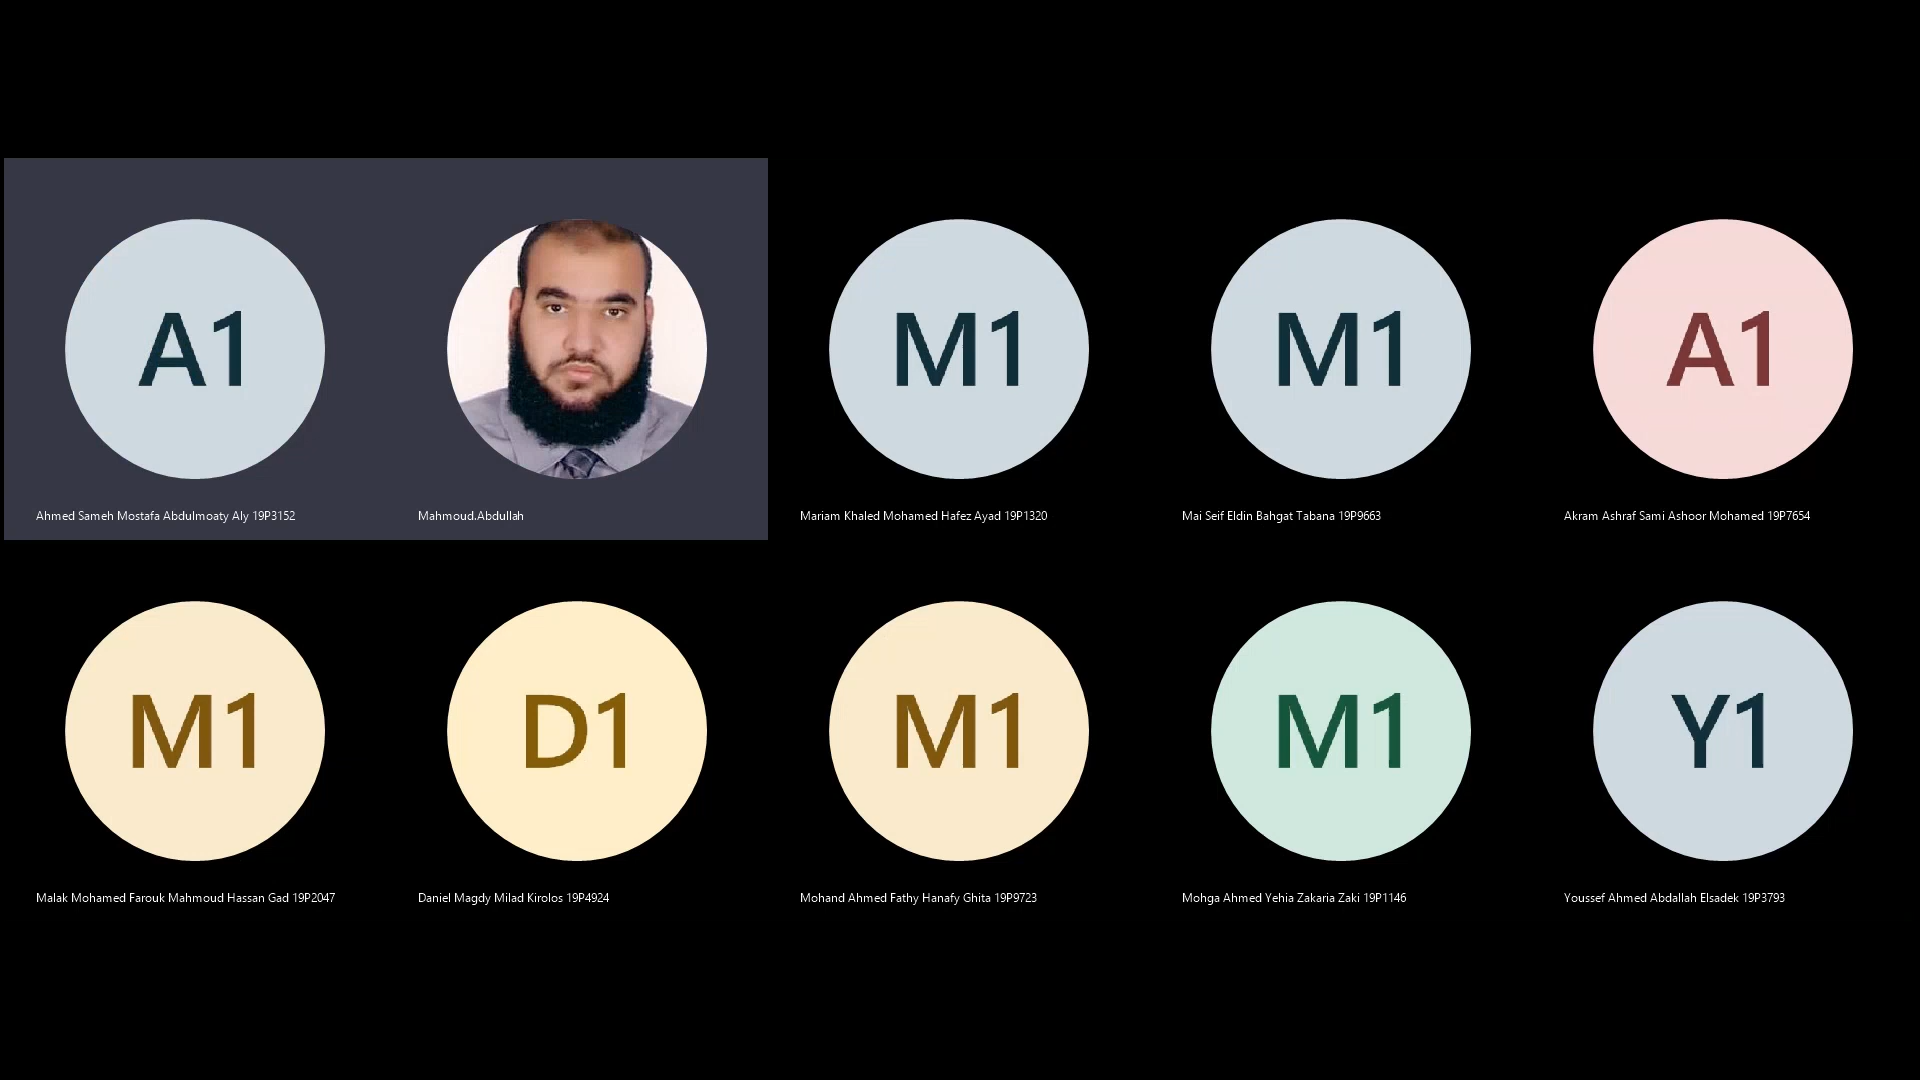 A1
M1
M1
A1
Ahmed Sameh Mostafa Abdulmoaty Aly 19P3152
Mahmoud.Abdullah
Mariam Khaled Mohamed Hafez Ayad 19P1320
Mai Seif Eldin Bahgat Tabana 19P9663
Akram Ashraf Sami Ashoor Mohamed 19P7654
M1
D1
M1
M1
Y1
Malak Mohamed Farouk Mahmoud Hassan Gad 19P2047
Daniel Magdy Milad Kirolos 19P4924
Mohand Ahmed Fathy Hanafy Ghita 19P9723
Mohga Ahmed Yehia Zakaria Zaki 19P1146
Youssef Ahmed Abdallah Elsadek 19P3793